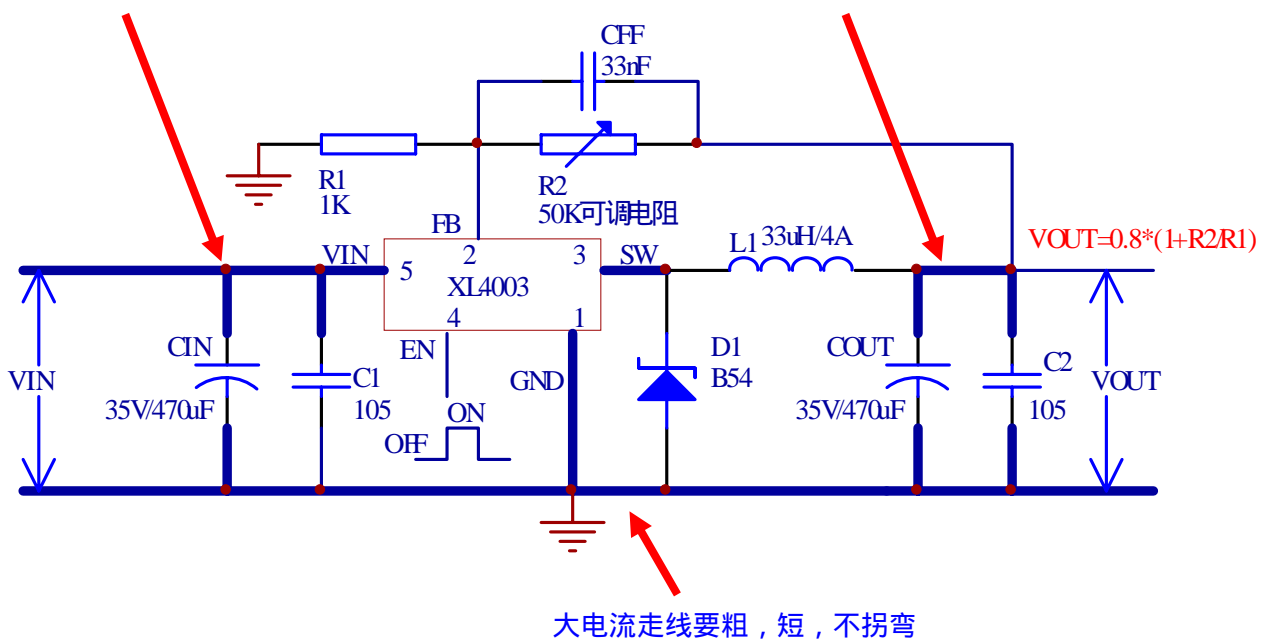 CFF
33nF
R1
1K
R2
50K可调电阻
FB
VIN
5
2
3
SW
L1
33uH/4A
VOUT=0.8*(1+R2/R1)
XL4003
4
1
EN
GND
CIN
35V/470uF
C1
105
VIN
ON
OFF
D1
B54
COUT
35V/470uF
C2
105
VOUT
大电流走线要粗，短，不拐弯